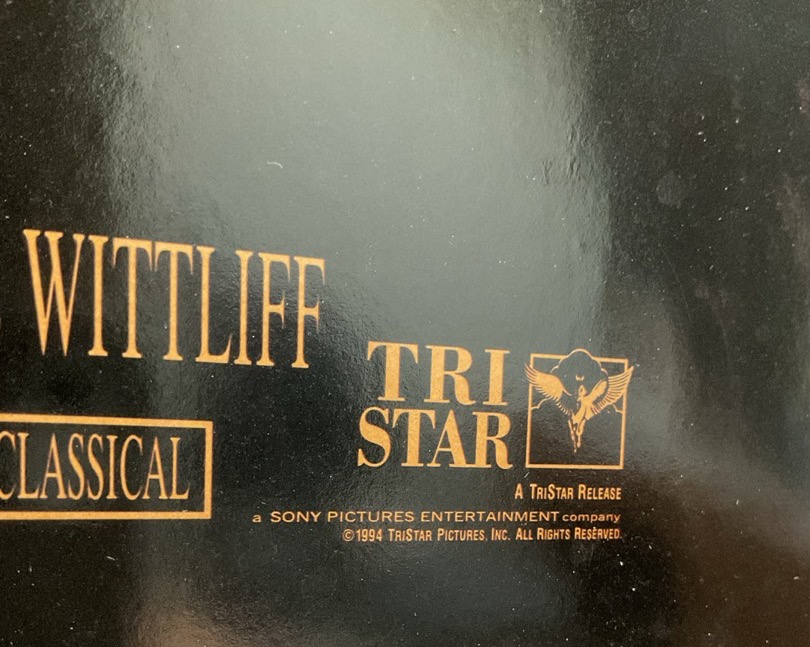 WITTLIFF
CLASSICAL
TRI
STAR
A TRISTAR RELEASE
a SONY PICTURES ENTERTAINMENT company
©1994 TRISTAR PICTURES, INC. ALL RIGHTS RESERVED.